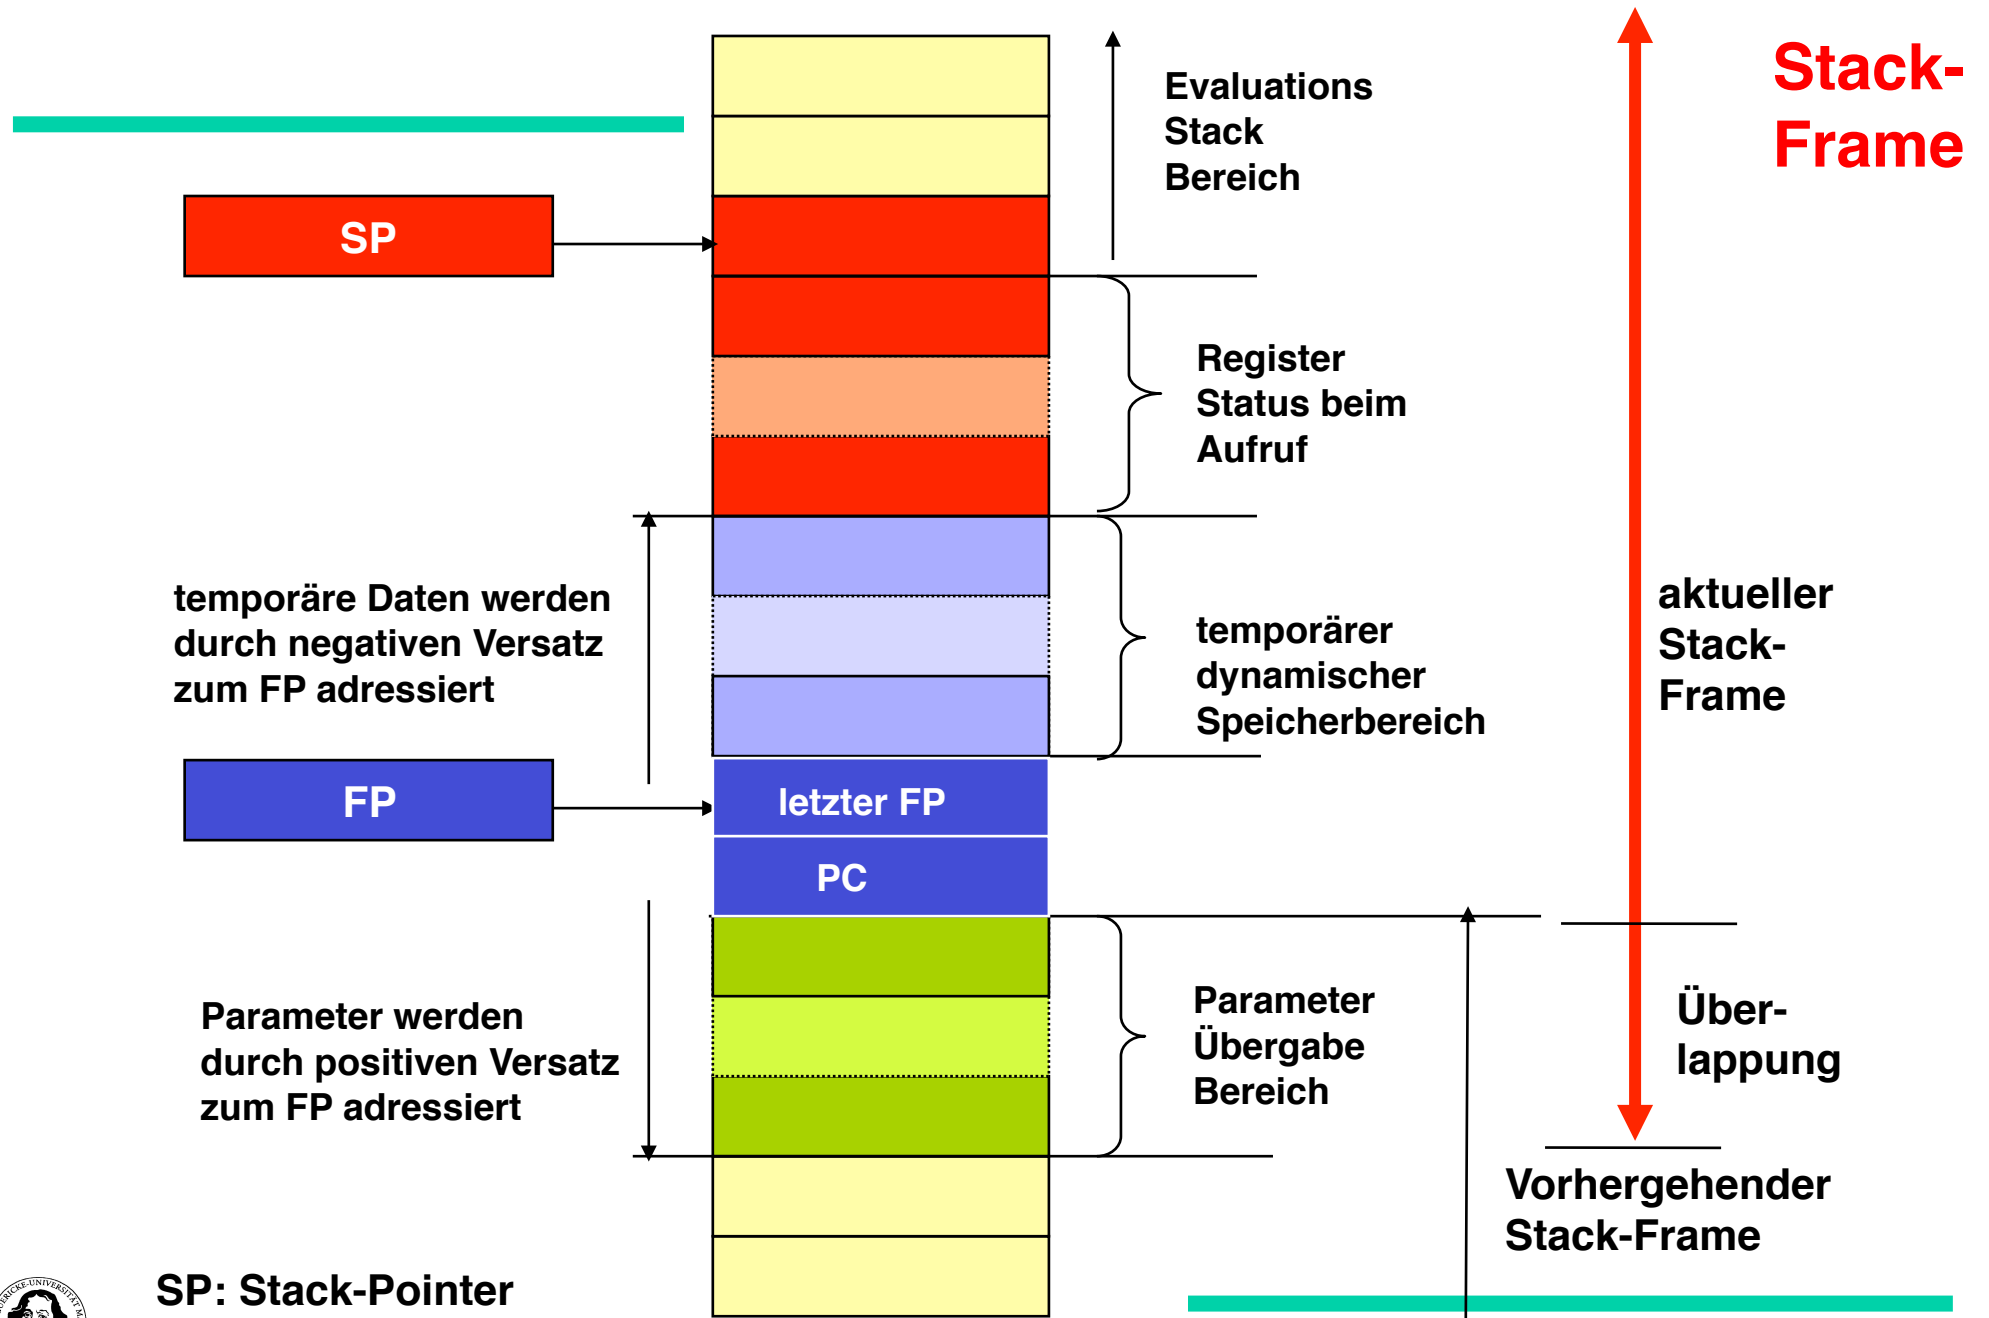 Stack-
Frame
Evaluations
Stack
Bereich
SP
Register
Status beim
Aufruf
temporäre Daten werden
durch negativen Versatz
zum FP adressiert
temporärer
dynamischer
Speicherbereich
aktueller
Stack-
Frame
FP
letzter FP
PC
Parameter werden
durch positiven Versatz
zum FP adressiert
Parameter
Übergabe
Bereich
Über-
lappung
Vorhergehender
Stack-Frame
SP: Stack-Pointer